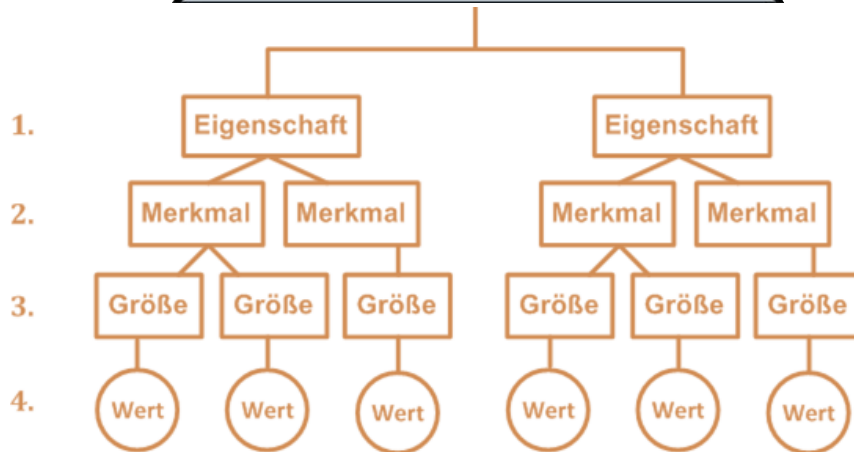 1. Eigenschaft Eigenschaft
2. Merkmal Merkmal Merkmal Merkmal
3. Größe Größe Größe Größe Größe Größe
4. Wert Wert Wert Wert Wert Wert